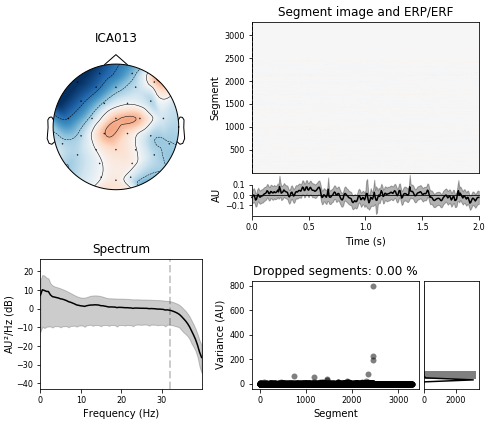 ICA013
Segment image and ERP/ERF
3000
2500
2000
1500
1000
500
Segment
0.1
0.0
−0.1
AU
0.0 0.5 1.0 1.5 2.0
Time (s)
Spectrum
20
10
0
−10
−20
−30
−40
AU²/Hz (dB)
0 10 20 30
Frequency (Hz)
Dropped segments: 0.00 %
800
600
400
200
0
Variance (AU)
0 1000 2000 3000
Segment
0 2000